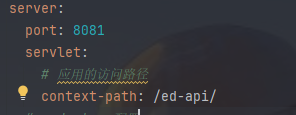 server:
  port: 8081
  servlet:
    # 应用的访问路径
    context-path: /ed-api/